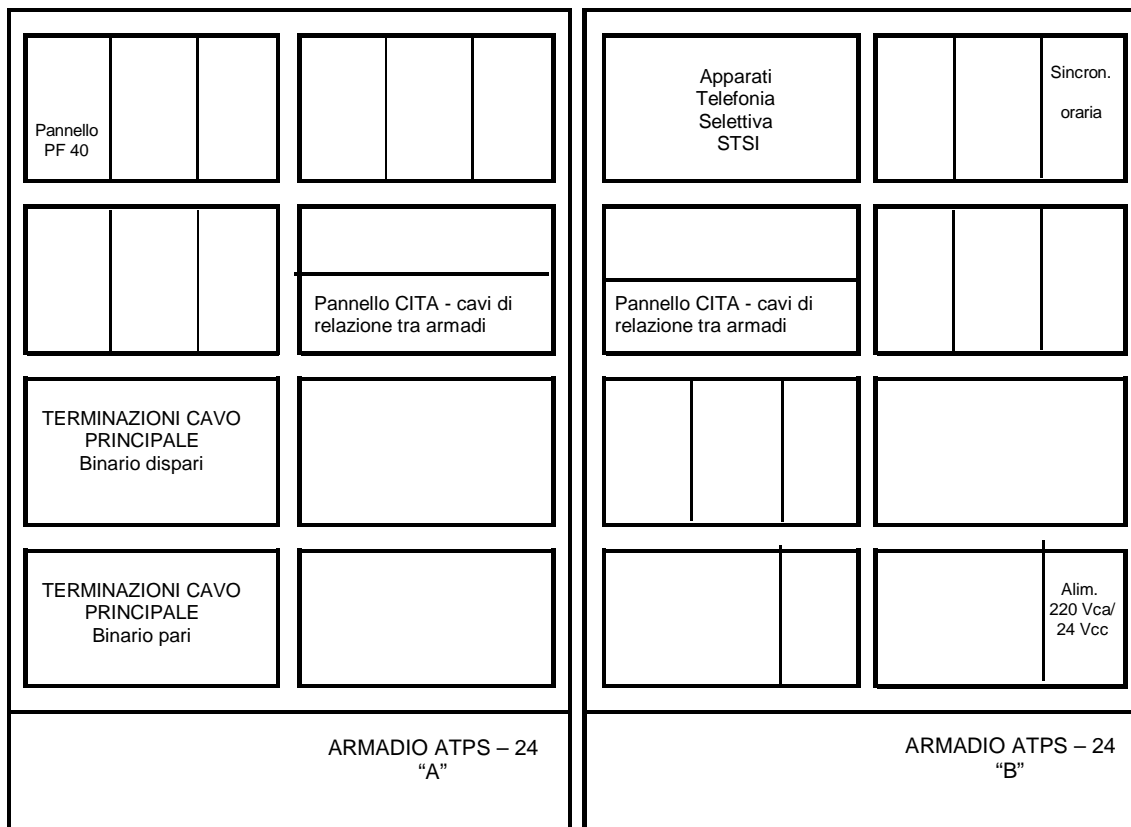 Pannello
PF 40
Apparati
Telefonia
Selettiva
STSI
Sincron.
oraria
Pannello CITA - cavi di
relazione tra armadi
Pannello CITA - cavi di
relazione tra armadi
TERMINAZIONI CAVO
PRINCIPALE
Binario dispari
TERMINAZIONI CAVO
PRINCIPALE
Binario pari
Alim.
220 Vca/
24 Vcc
ARMADIO ATPS – 24
“A”
ARMADIO ATPS – 24
“B”